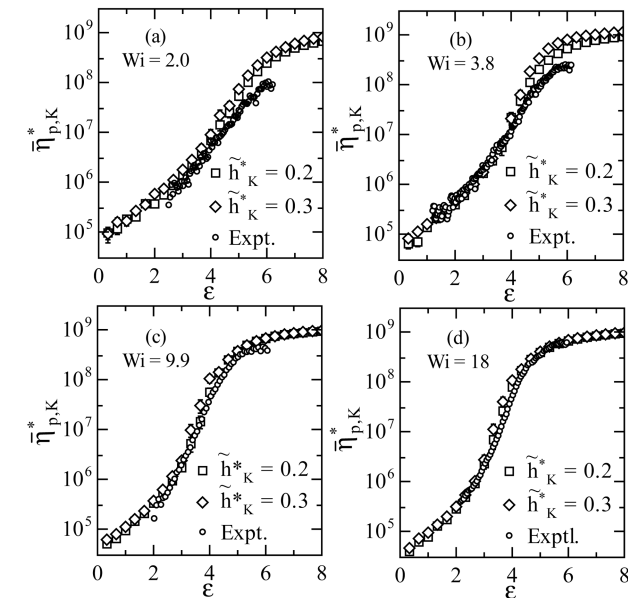 (a)
Wi = 2.0
10⁹
10⁸
10⁷
10⁶
10⁵
η̄*p,K
□ h̃*K = 0.2
◇ h̃*K = 0.3
○ Expt.
0 2 4 6 8
ε
(b)
Wi = 3.8
10⁹
10⁸
10⁷
10⁶
10⁵
η̄*p,K
□ h̃*K = 0.2
◇ h̃*K = 0.3
○ Expt.
0 2 4 6 8
ε
(c)
Wi = 9.9
10⁹
10⁸
10⁷
10⁶
10⁵
η̄*p,K
□ h̃*K = 0.2
◇ h̃*K = 0.3
○ Expt.
0 2 4 6 8
ε
(d)
Wi = 18
10⁹
10⁸
10⁷
10⁶
10⁵
η̄*p,K
□ h̃*K = 0.2
◇ h̃*K = 0.3
○ Exptl.
0 2 4 6 8
ε